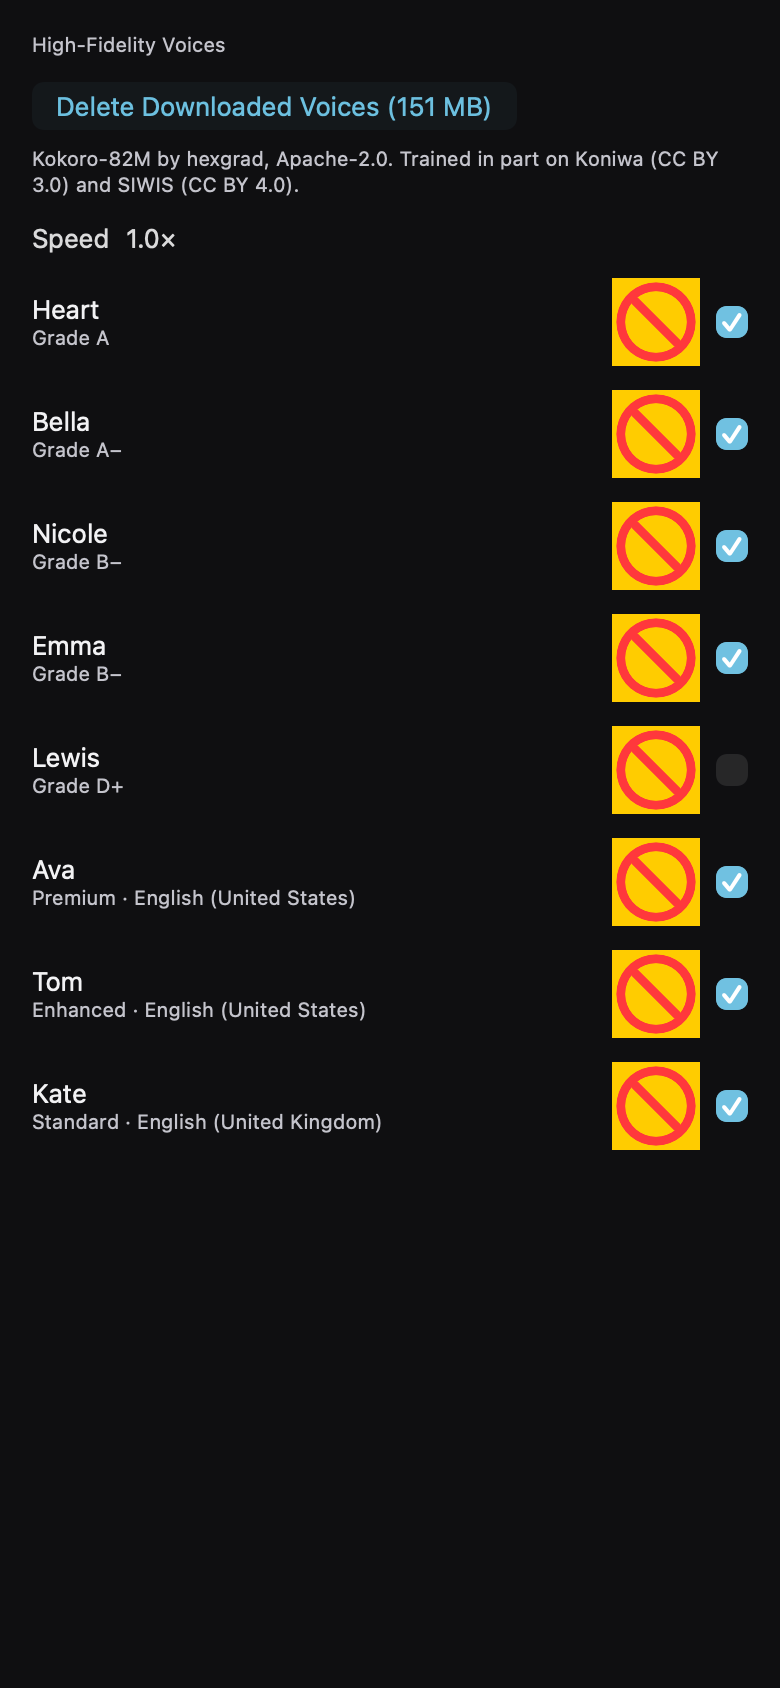 High-Fidelity Voices
Delete Downloaded Voices (151 MB)
Kokoro-82M by hexgrad, Apache-2.0. Trained in part on Koniwa (CC BY
3.0) and SIWIS (CC BY 4.0).
Speed 1.0×
Heart
Grade A
Bella
Grade A−
Nicole
Grade B−
Emma
Grade B−
Lewis
Grade D+
Ava
Premium · English (United States)
Tom
Enhanced · English (United States)
Kate
Standard · English (United Kingdom)